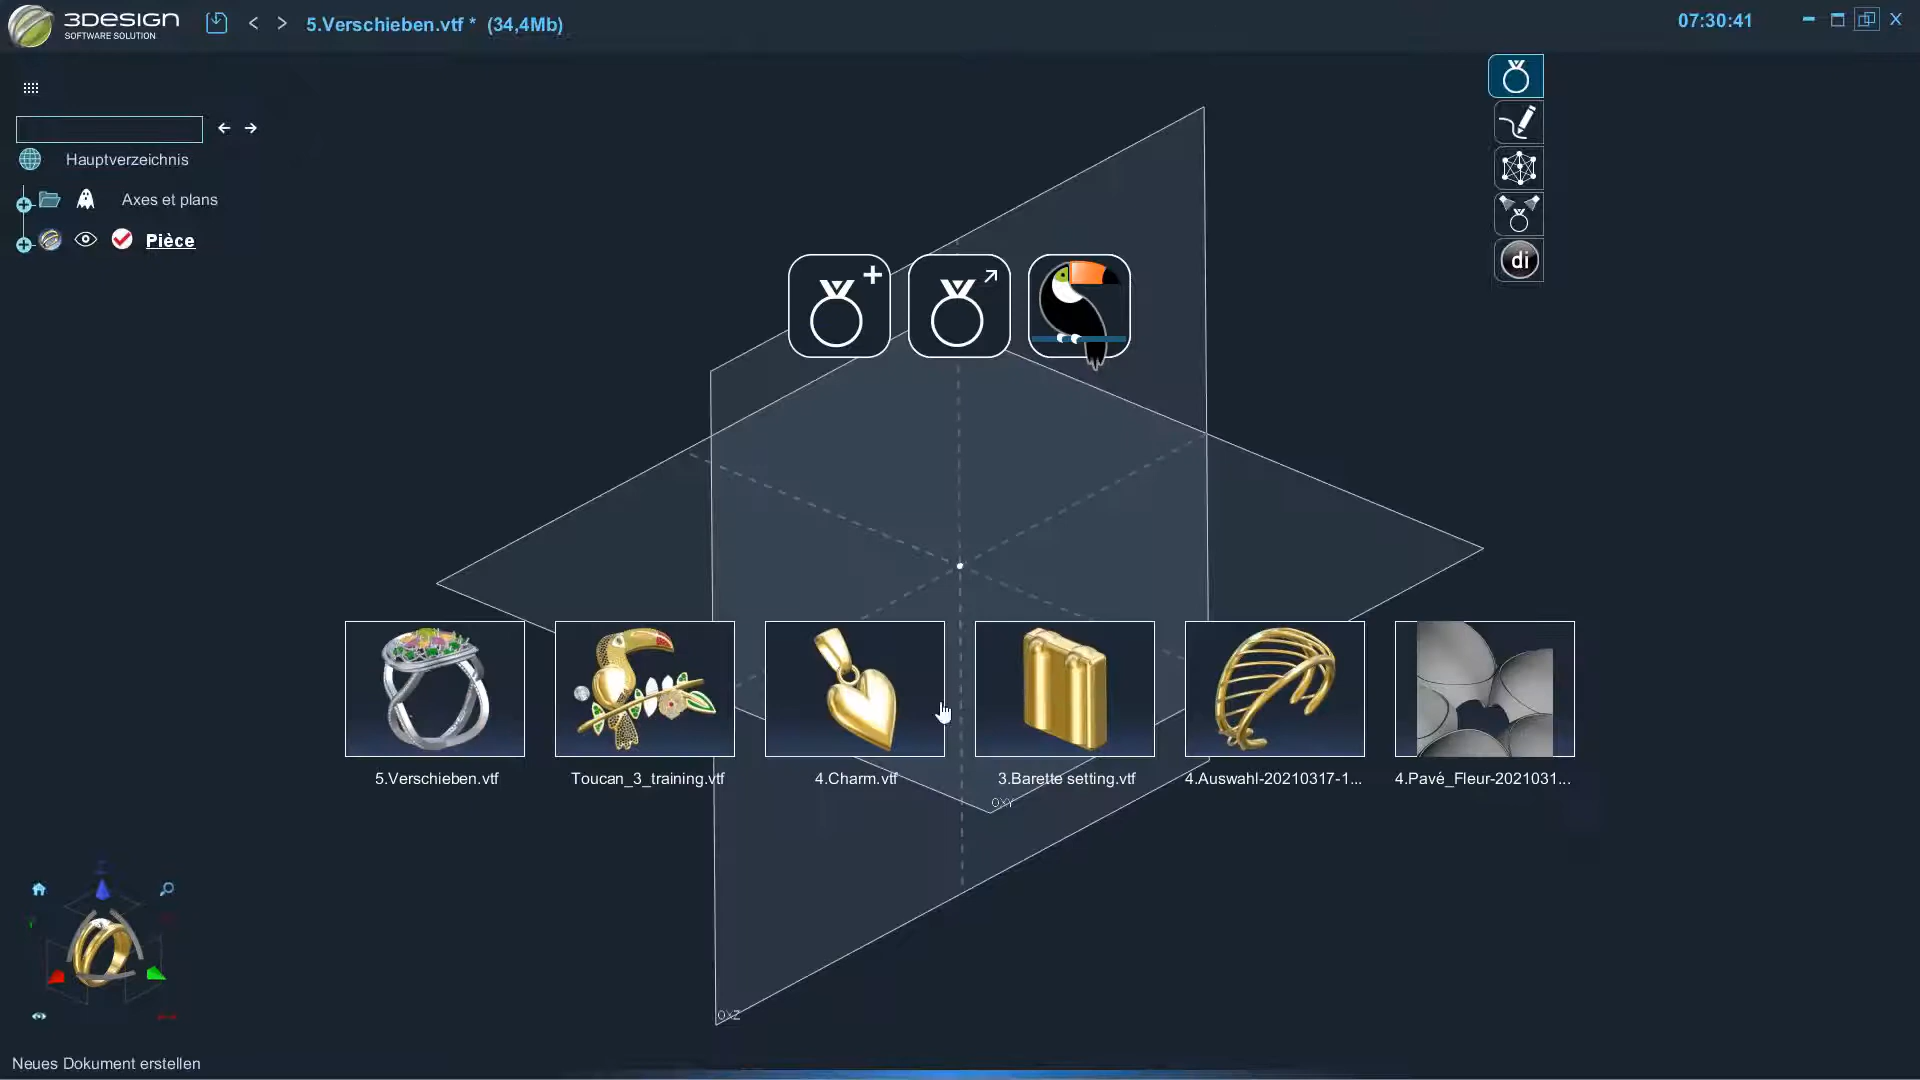 3DESIGN
SOFTWARE SOLUTION
5.Verschieben.vtf * (34,4Mb)
07:30:41
Hauptverzeichnis
Axes et plans
Pièce
di
5.Verschieben.vtf
Toucan_3_training.vtf
4.Charm.vtf
3.Barette setting.vtf
4.Auswahl-20210317-1...
4.Pavé_Fleur-2021031...
OXY
OXZ
Neues Dokument erstellen